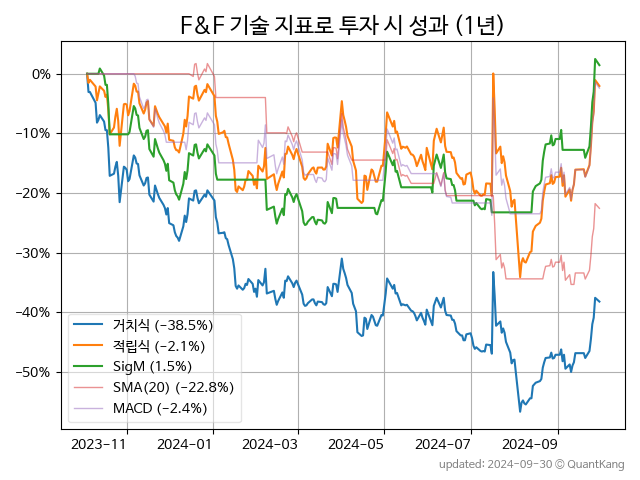 F&F 기술 지표로 투자 시 성과 (1년)
0%
−10%
−20%
−30%
−40%
−50%
거치식 (−38.5%)
적립식 (−2.1%)
SigM (1.5%)
SMA(20) (−22.8%)
MACD (−2.4%)
2023-11
2024-01
2024-03
2024-05
2024-07
2024-09
updated: 2024-09-30 © QuantKang